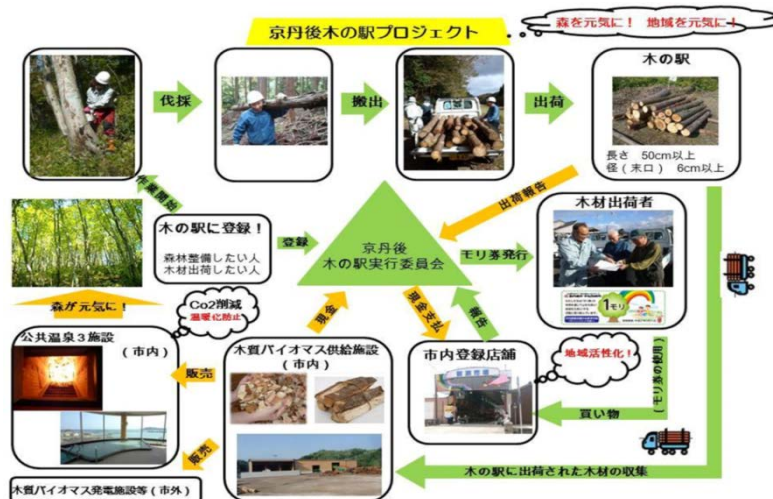 京丹後木の駅プロジェクト
森を元気に! 地域を元気に!
伐採
搬出
出荷
木の駅
長さ 50cm以上
径(末口) 6cm以上
作業開始
木の駅に登録!
森林整備したい人
木材出荷したい人
登録
京丹後
木の駅実行委員会
出荷報告
モリ券発行
木材出荷者
1モリ
森が元気に!
Co2削減
温暖化防止
現金
現金支払
報告
公共温泉3施設
(市内)
販売
木質バイオマス供給施設
(市内)
市内登録店舗
地域活性化!
(モリ券の使用)
買い物
販売
木の駅に出荷された木材の収集
木質バイオマス発電施設等(市外)